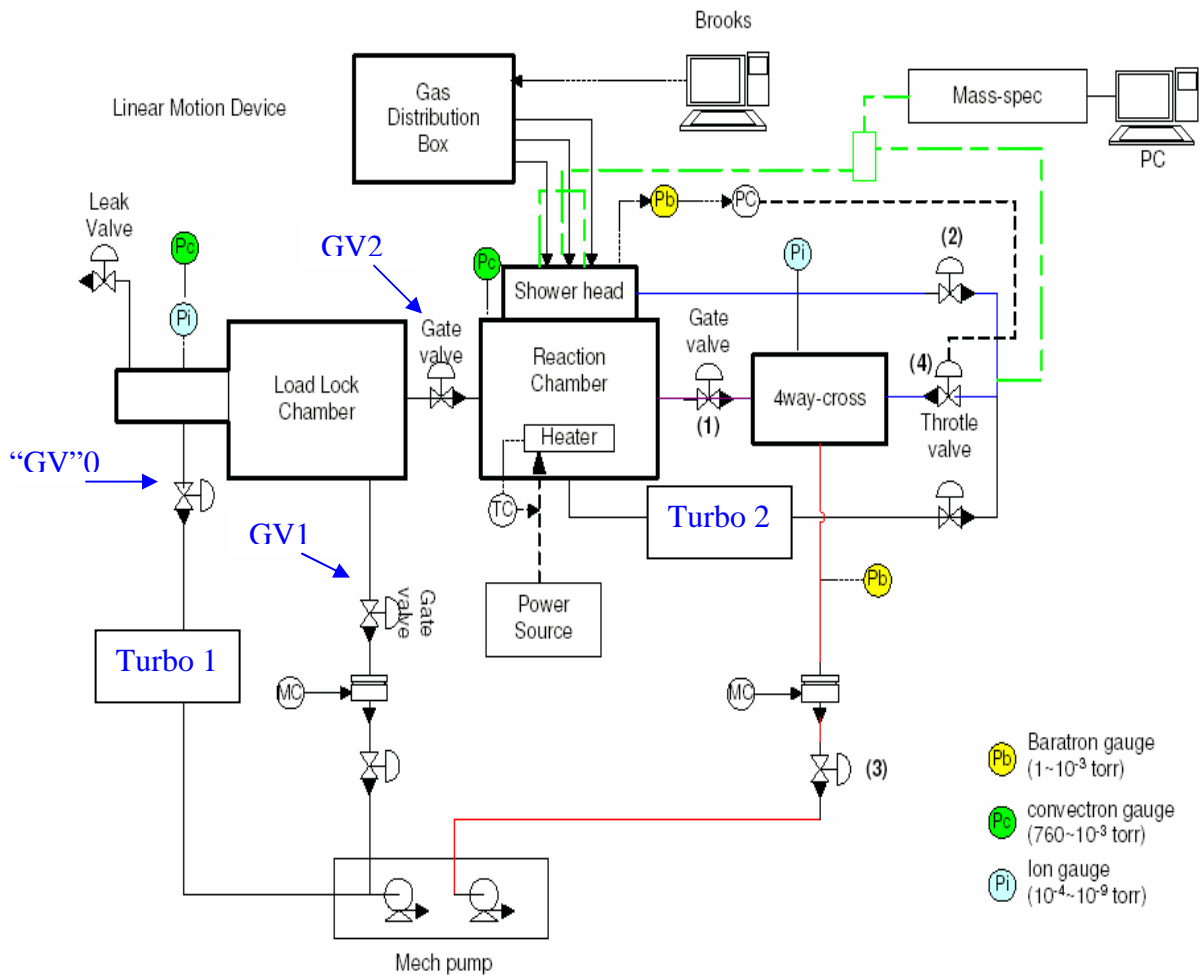 Brooks
Linear Motion Device
Gas
Distribution
Box
Mass-spec
PC
Leak
Valve
Pc
Pi
GV2
Pb
PC
Pi
(2)
Pc
Shower head
Gate
valve
Reaction
Chamber
Gate
valve
(1)
4way-cross
(4)
Throtle
valve
Load Lock
Chamber
Heater
"GV"0
TC
Turbo 2
GV1
Gate
valve
Power
Source
Pb
Turbo 1
MC
MC
(3)
Pb
Baratron gauge
(1~10⁻³ torr)
Pc
convectron gauge
(760~10⁻³ torr)
Pi
Ion gauge
(10⁻⁴~10⁻⁹ torr)
Mech pump